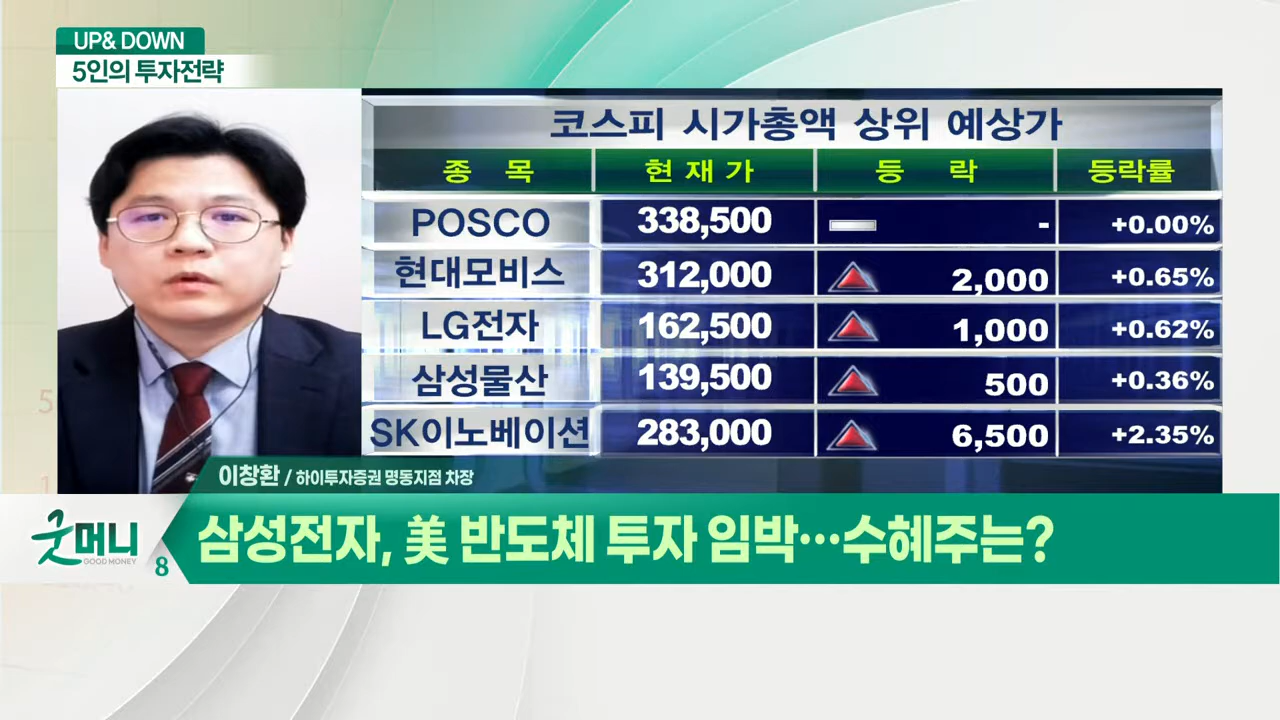 UP& DOWN
5인의 투자전략
코스피 시가총액 상위 예상가
종 목 현 재 가 등 락 등락률
POSCO 338,500 - +0.00%
현대모비스 312,000 ▲ 2,000 +0.65%
LG전자 162,500 ▲ 1,000 +0.62%
삼성물산 139,500 ▲ 500 +0.36%
SK이노베이션 283,000 ▲ 6,500 +2.35%
이창환 / 하이투자증권 명동지점 차장
굿머니
GOOD MONEY
8
삼성전자, 美 반도체 투자 임박…수혜주는?